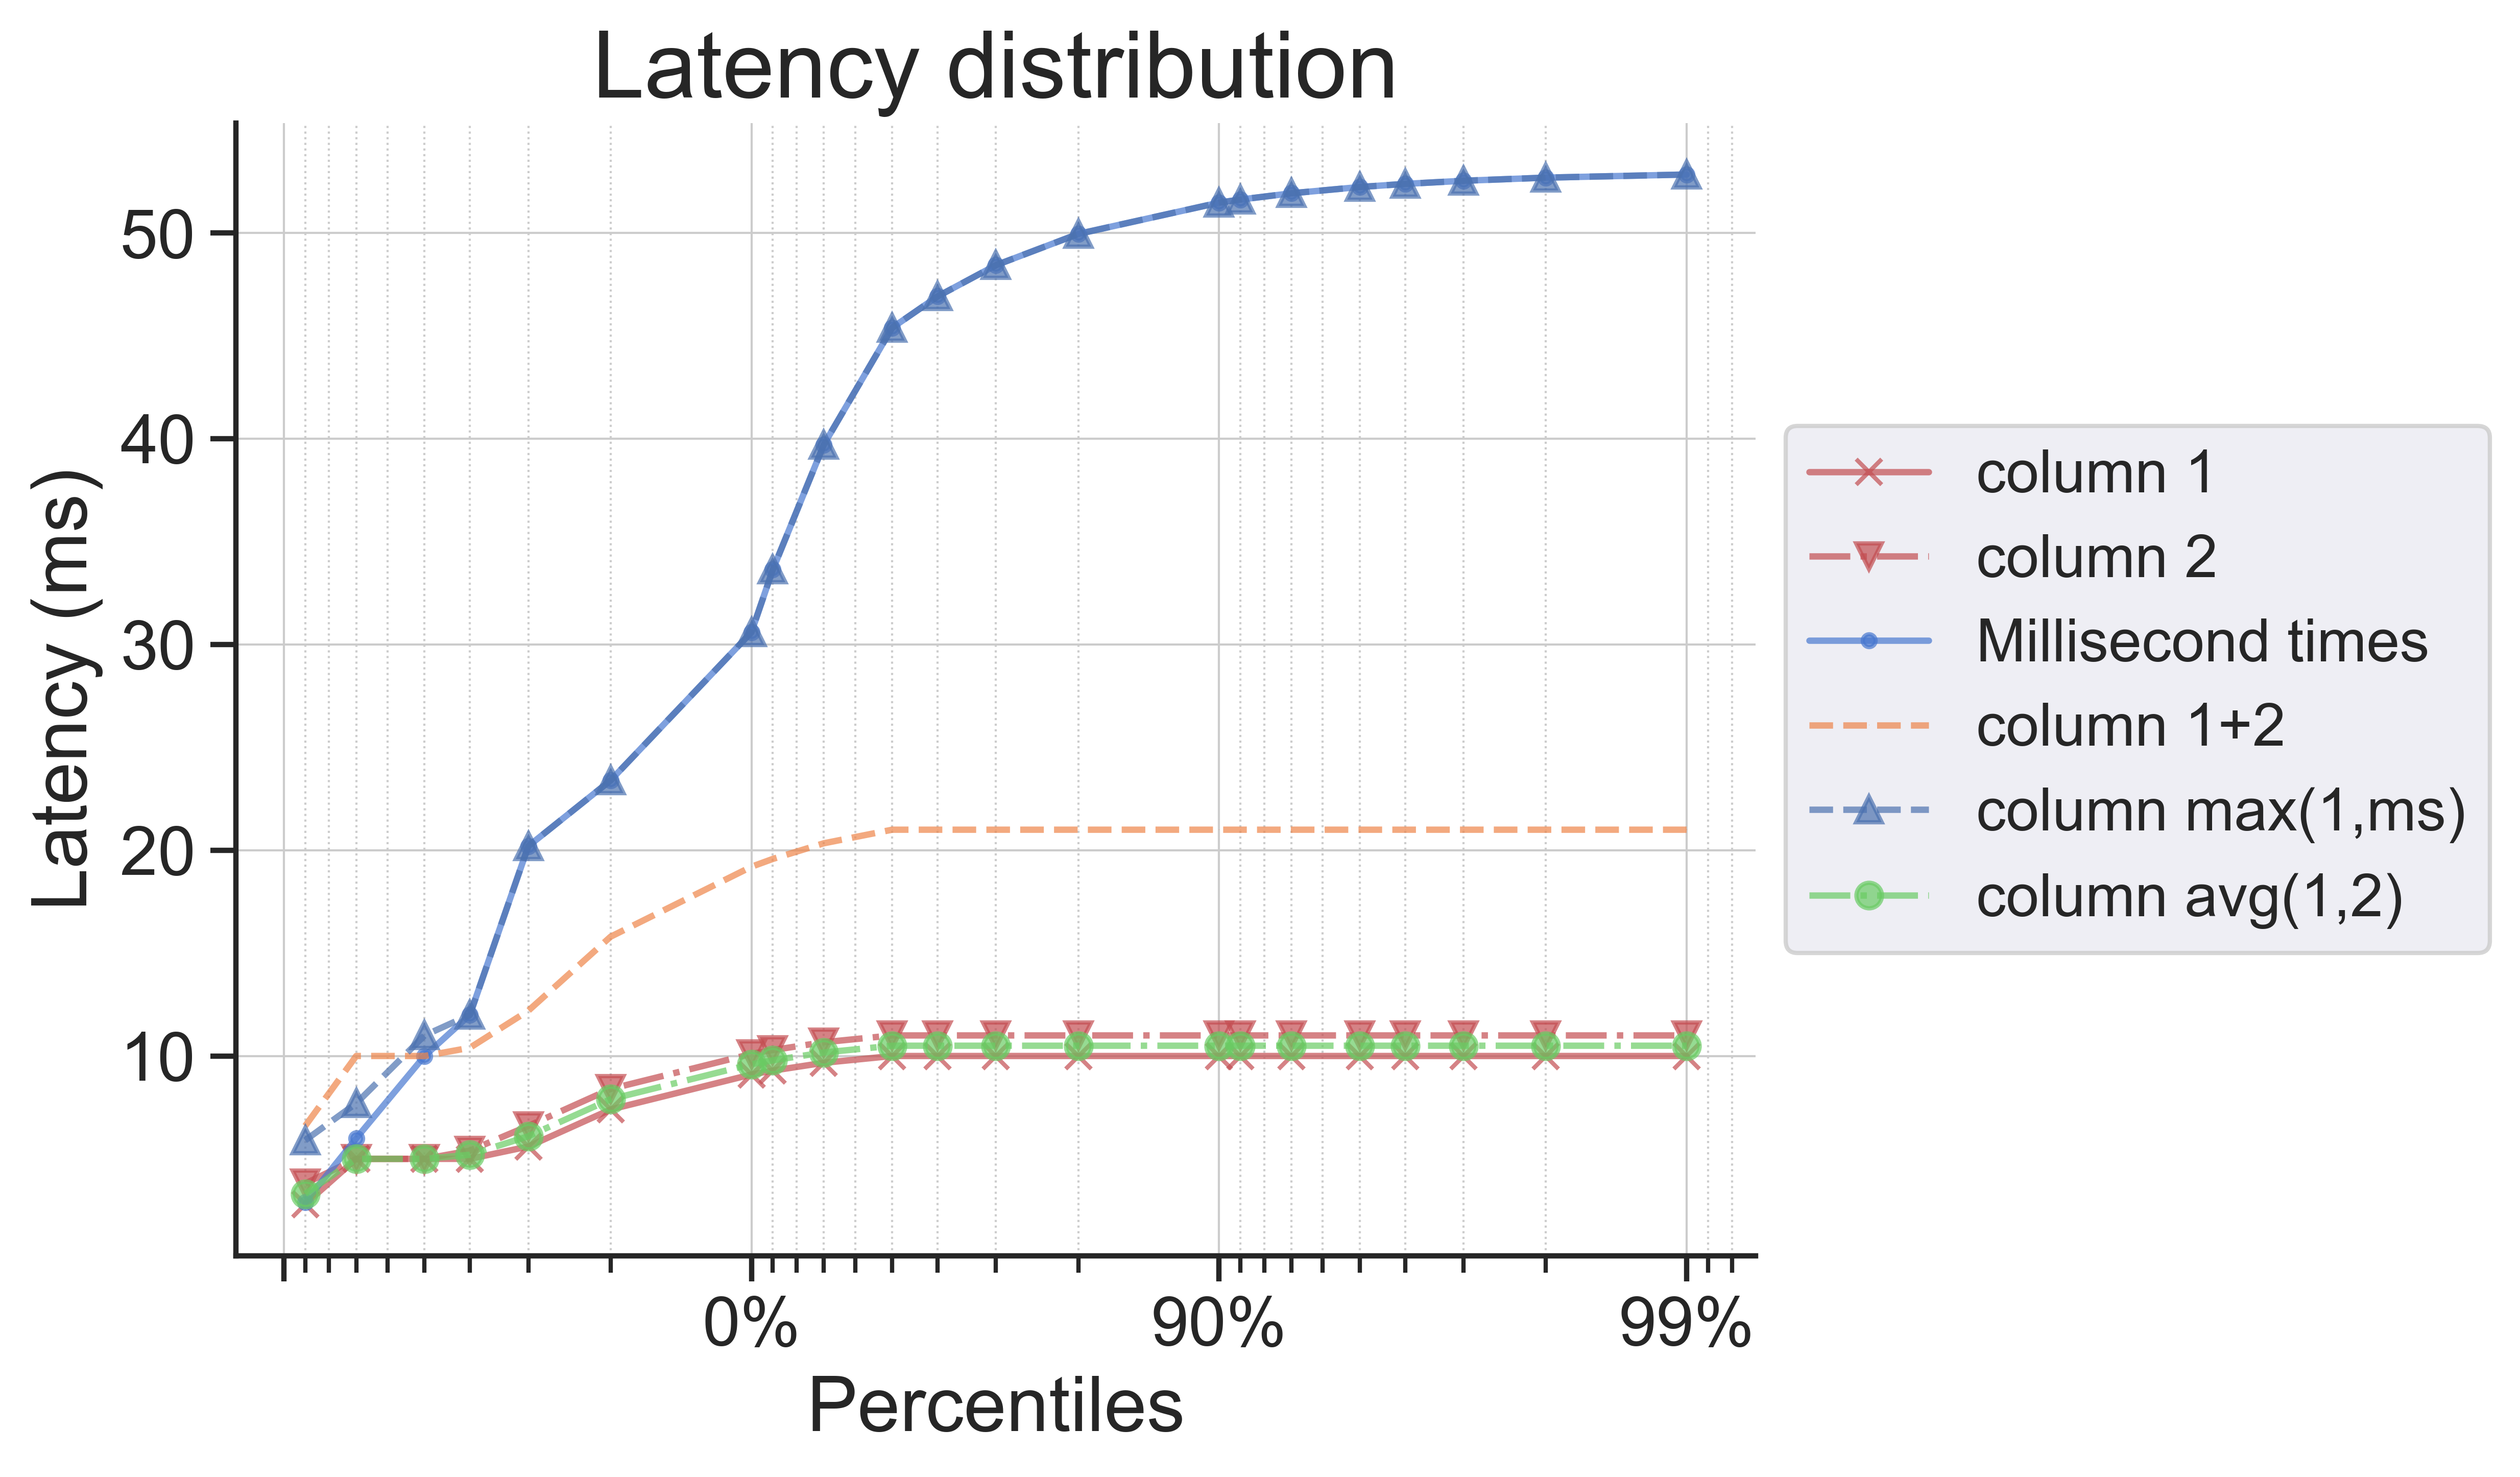 Latency distribution
Latency (ms)
50
40
30
20
10
0%
90%
99%
Percentiles
column 1
column 2
Millisecond times
column 1+2
column max(1,ms)
column avg(1,2)